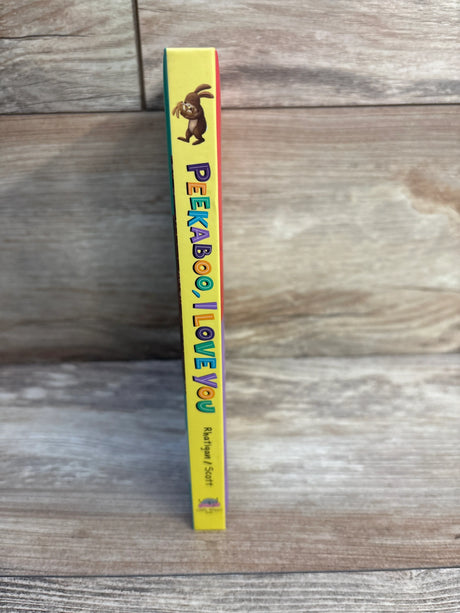 PEEKABOO, I LOVE YOU
Rhatigan / Scott